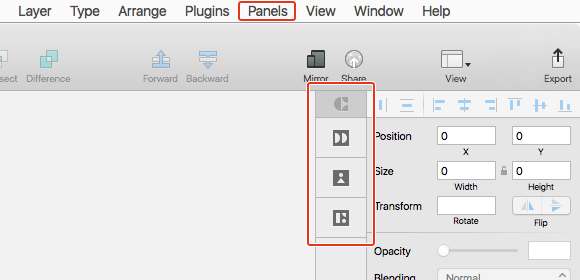 Layer Type Arrange Plugins Panels View Window Help
sect Difference Forward Backward Mirror Share View Export
Position 0 0
X Y
Size 0 0
Width Height
Transform
Rotate Flip
Opacity
Blending Normal